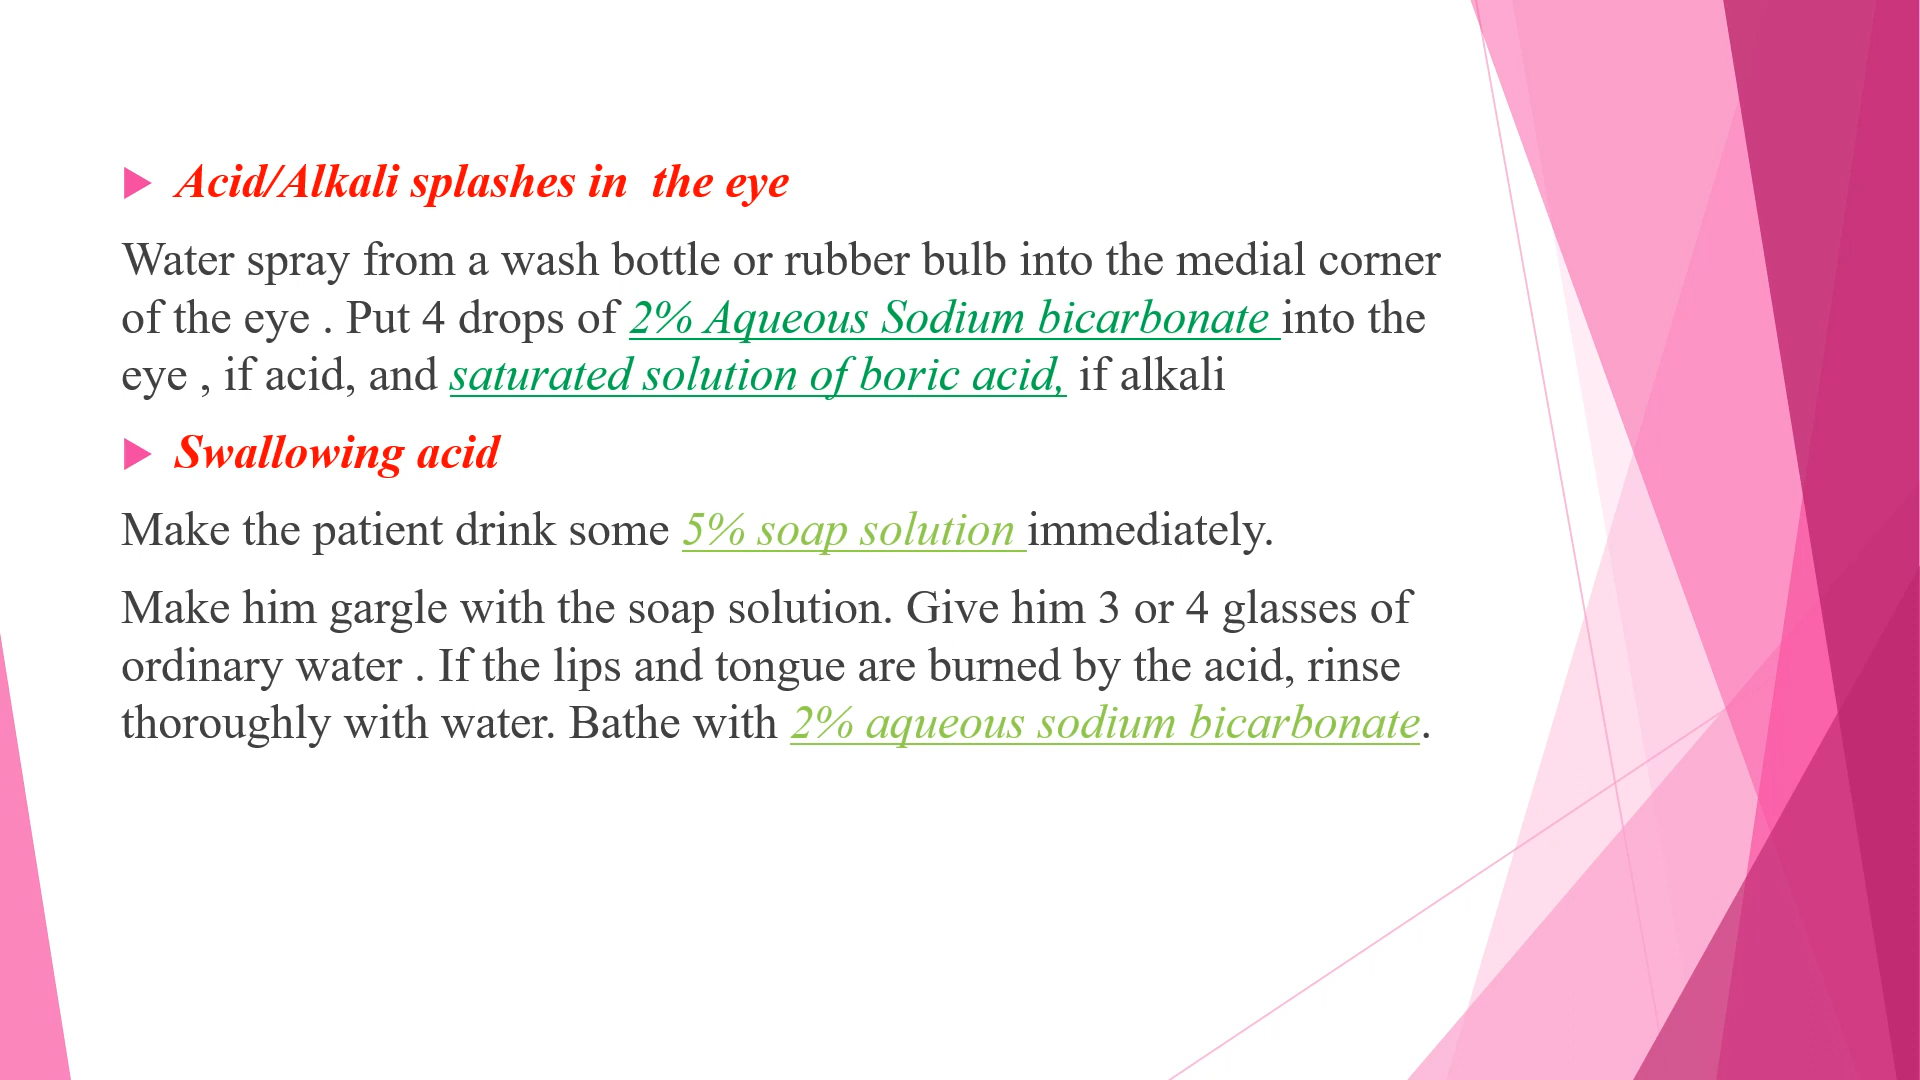 Acid/Alkali splashes in  the eye
Water spray from a wash bottle or rubber bulb into the medial corner
of the eye . Put 4 drops of 2% Aqueous Sodium bicarbonate into the
eye , if acid, and saturated solution of boric acid, if alkali
Swallowing acid
Make the patient drink some 5% soap solution immediately.
Make him gargle with the soap solution. Give him 3 or 4 glasses of
ordinary water . If the lips and tongue are burned by the acid, rinse
thoroughly with water. Bathe with 2% aqueous sodium bicarbonate.